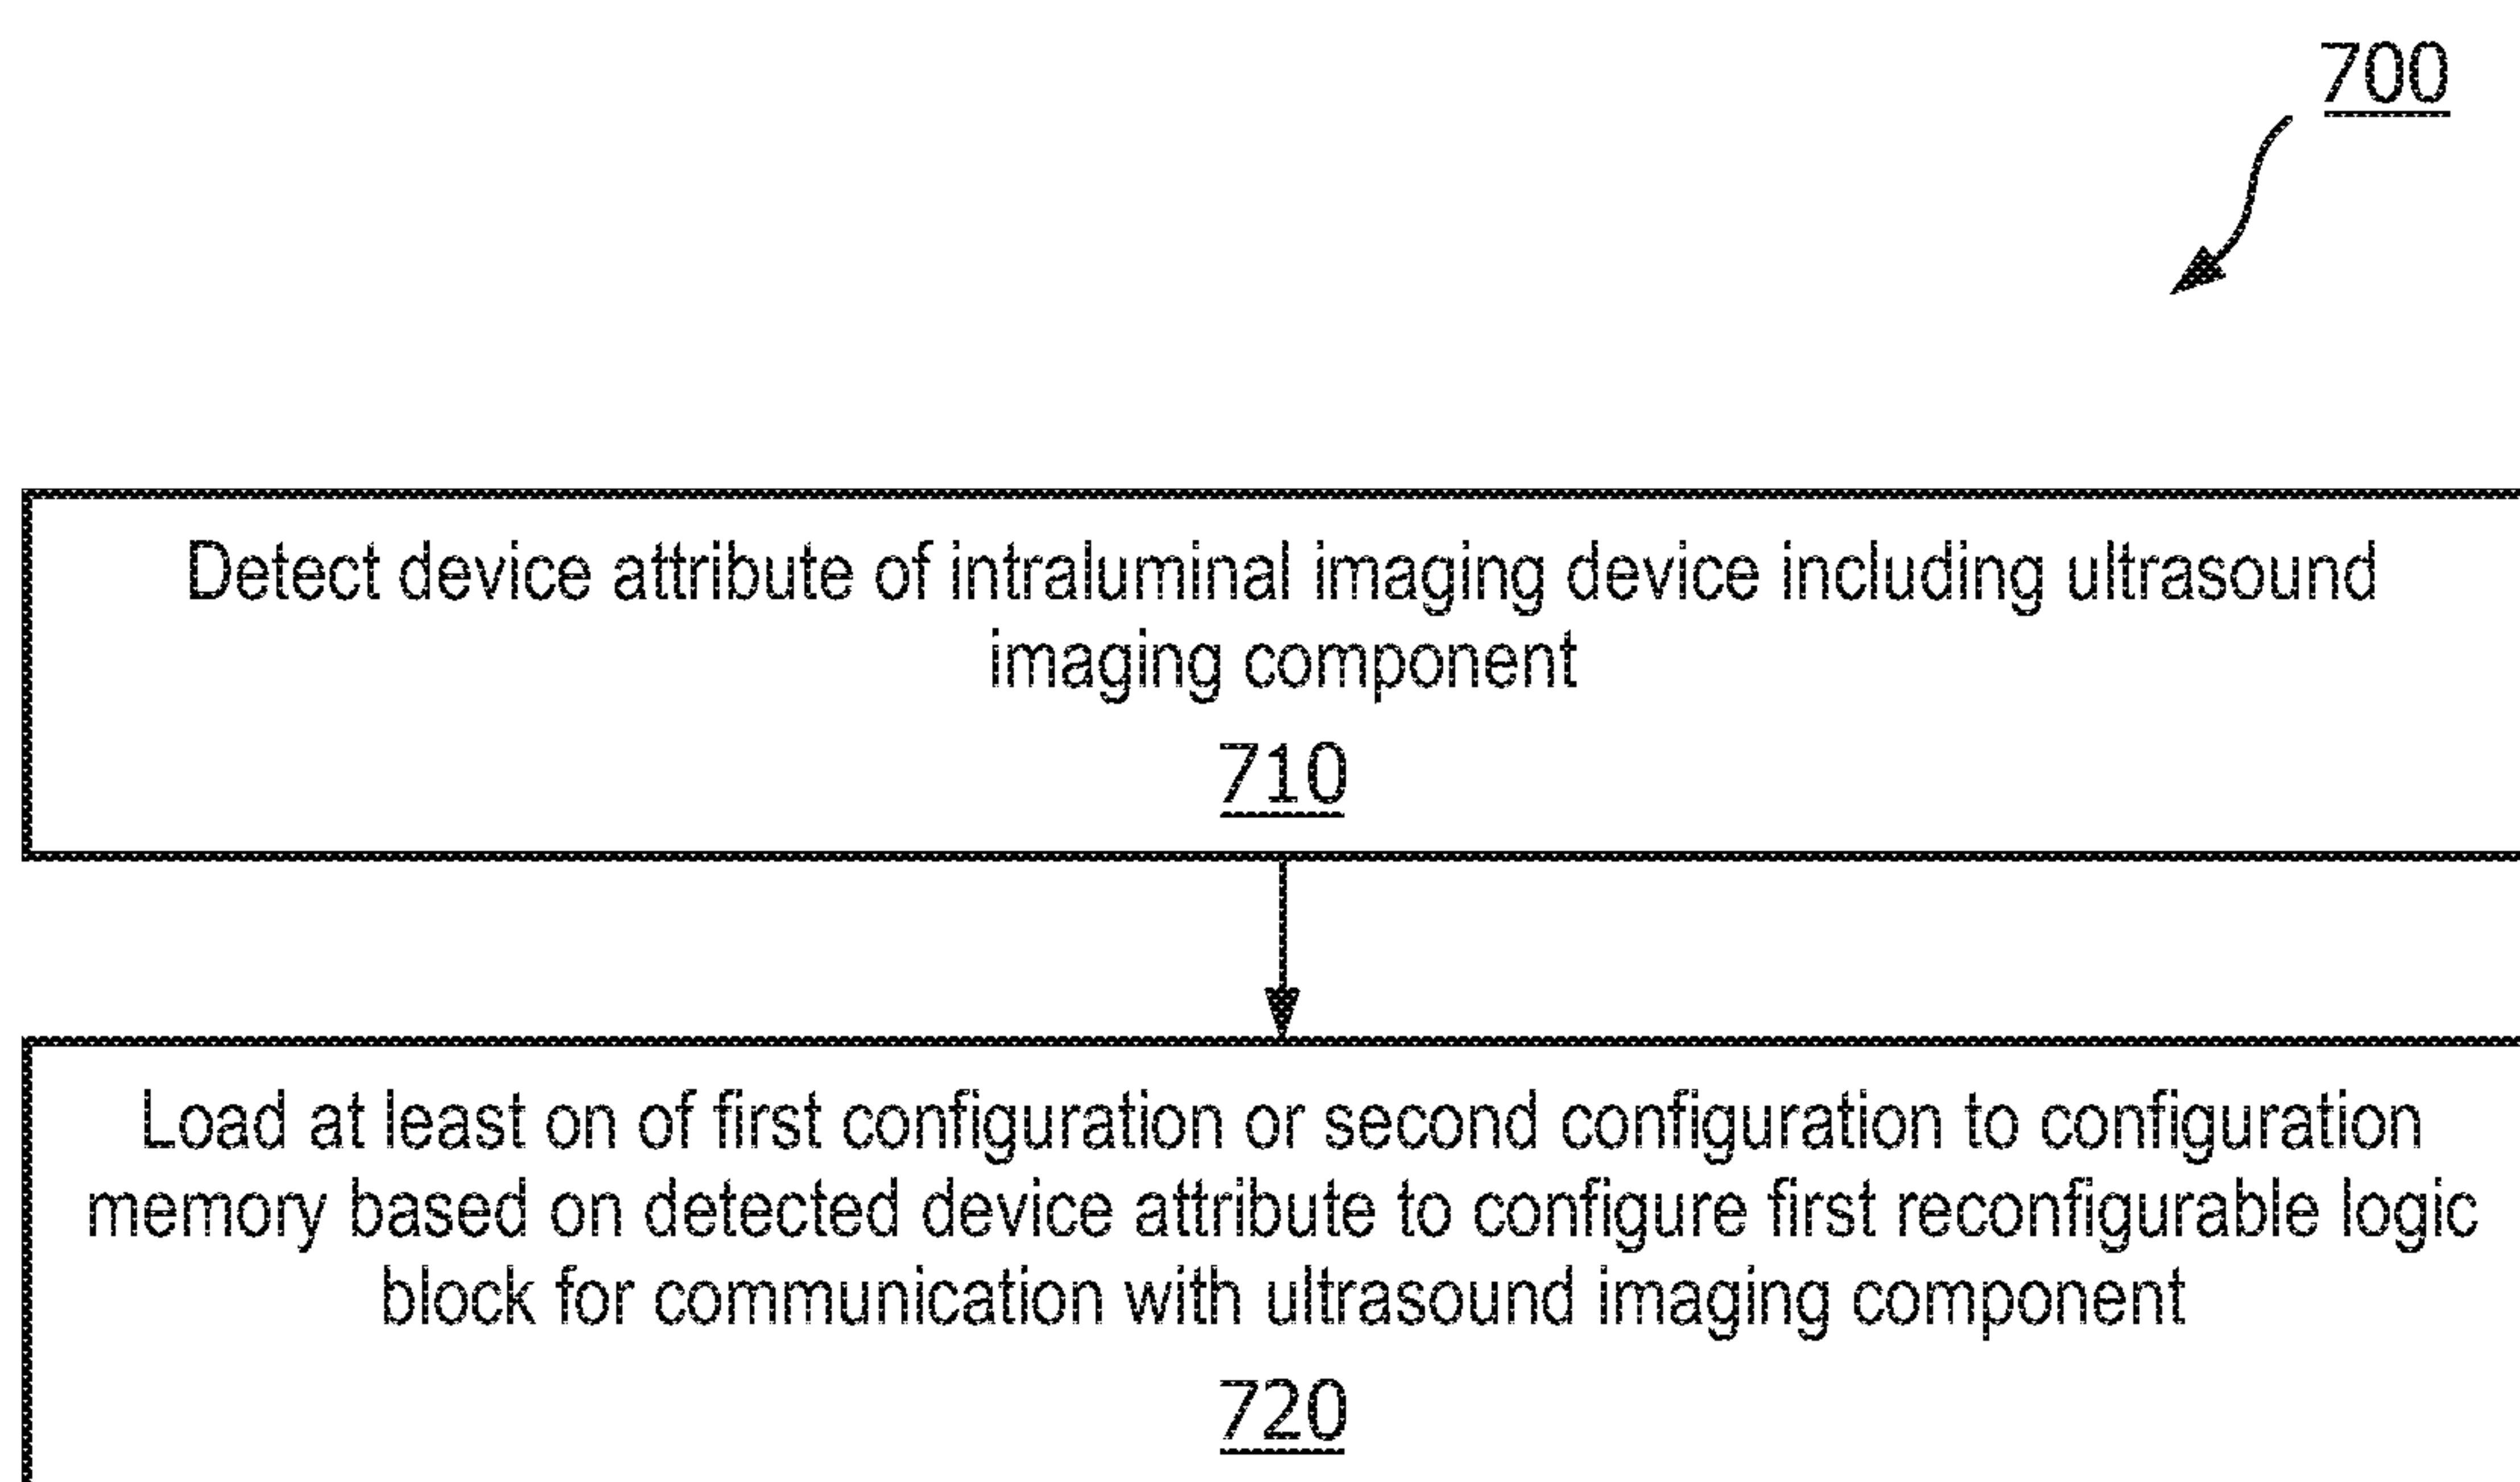 700
Detect device attribute of intraluminal imaging device including ultrasound
imaging component
710
Load at least on of first configuration or second configuration to configuration
memory based on detected device attribute to configure first reconfigurable logic
block for communication with ultrasound imaging component
720